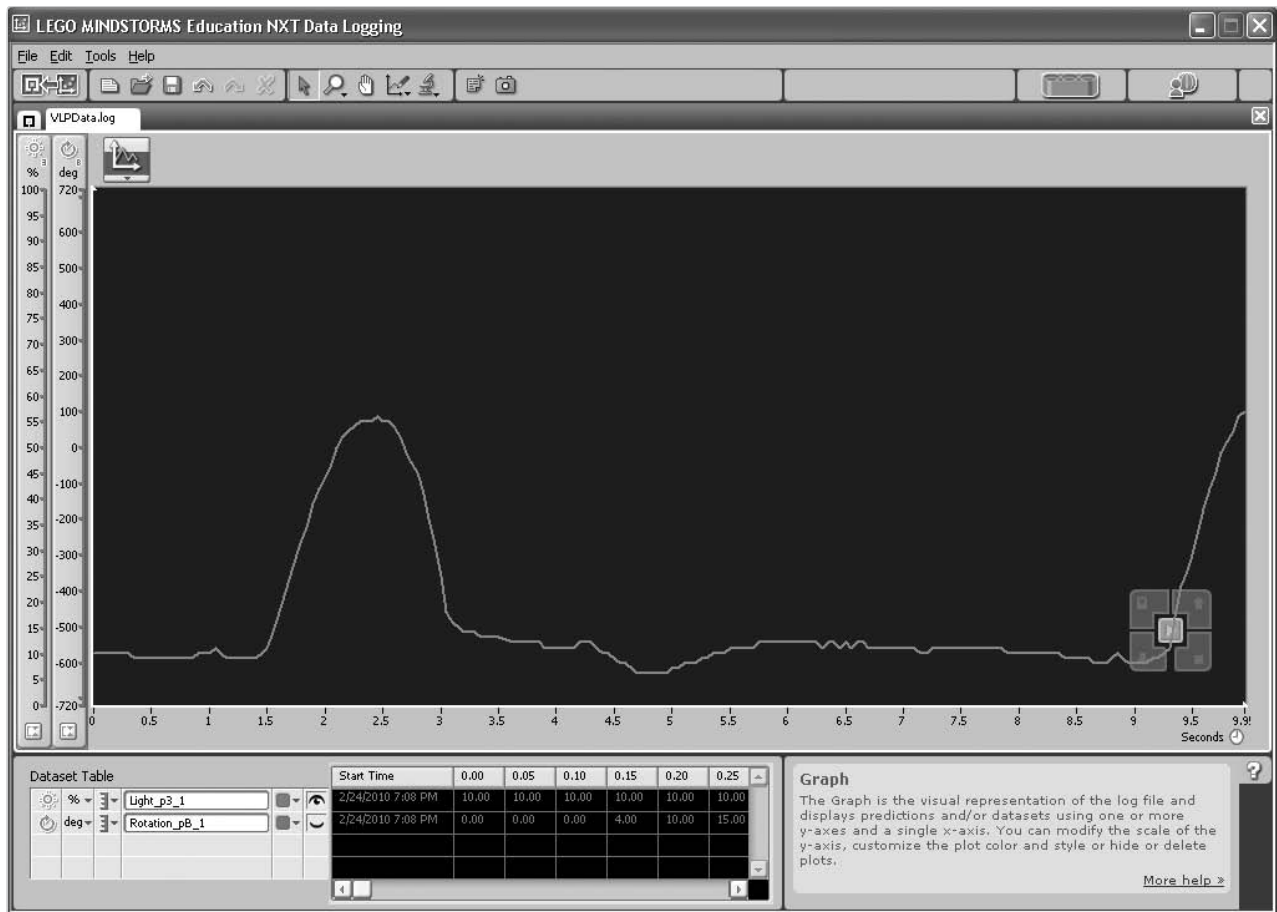 LEGO MINDSTORMS Education NXT Data Logging
File Edit Tools Help
VLPData.log
% deg
100 720
95
90 600
85 500
80 400
75
70 300
65 200
60
55 100
50 0
45 -100
40
35 -200
30 -300
25 -400
20
15 -500
10 -600
5
0 -720
0 0.5 1 1.5 2 2.5 3 3.5 4 4.5 5 5.5 6 6.5 7 7.5 8 8.5 9 9.5 9.9
Seconds
Dataset Table
Start Time 0.00 0.05 0.10 0.15 0.20 0.25
% Light_p3_1 2/24/2010 7:08 PM 10.00 10.00 10.00 10.00 10.00 10.00
deg Rotation_pB_1 2/24/2010 7:08 PM 0.00 0.00 0.00 4.00 10.00 15.00
Graph
The Graph is the visual representation of the log file and
displays predictions and/or datasets using one or more
y-axes and a single x-axis. You can modify the scale of the
y-axis, customize the plot color and style or hide or delete
plots.
More help »
?